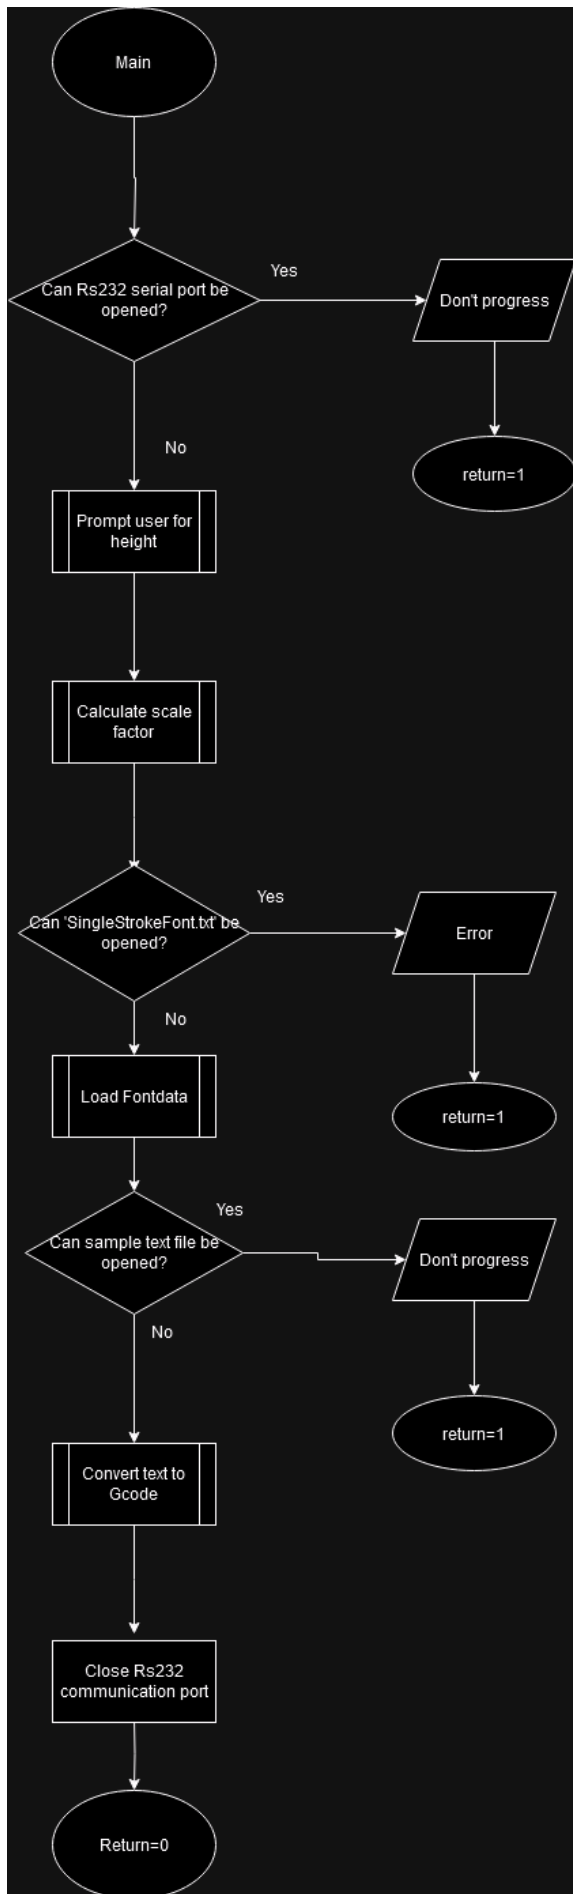 Main
Can Rs232 serial port be
opened?
Yes
Don't progress
return=1
No
Prompt user for
height
Calculate scale
factor
Can 'SingleStrokeFont.txt' be
opened?
Yes
Error
return=1
No
Load Fontdata
Can sample text file be
opened?
Yes
Don't progress
return=1
No
Convert text to
Gcode
Close Rs232
communication port
Return=0